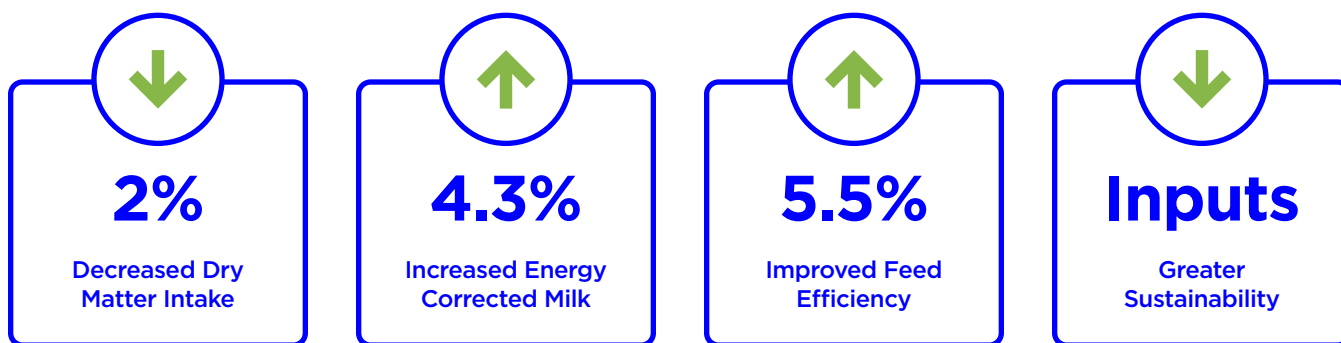 2%
Decreased Dry
Matter Intake
4.3%
Increased Energy
Corrected Milk
5.5%
Improved Feed
Efficiency
Inputs
Greater
Sustainability